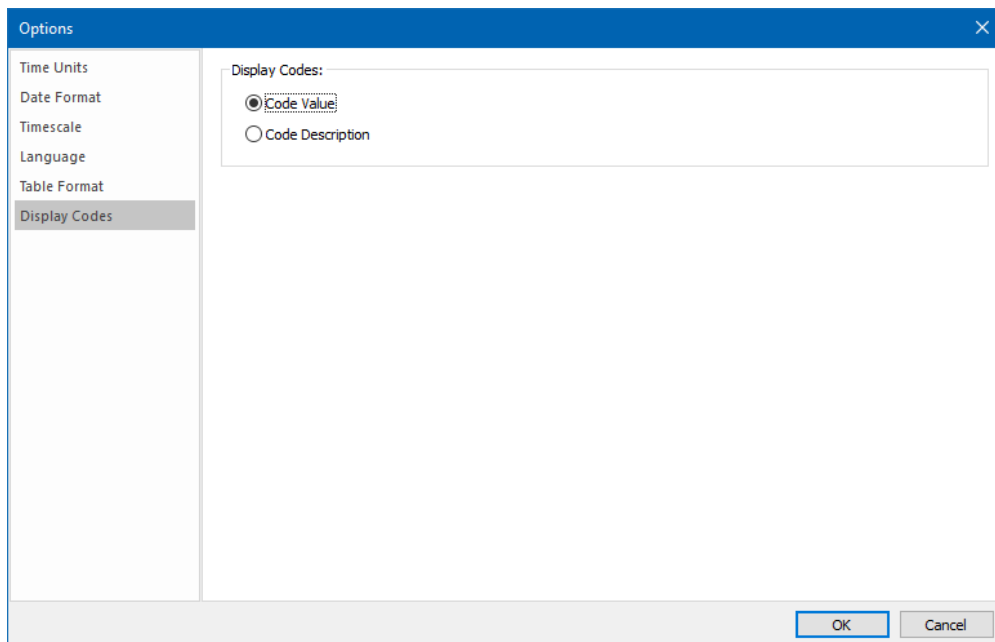 Options
Time Units
Date Format
Timescale
Language
Table Format
Display Codes
Display Codes:
Code Value
Code Description
OK
Cancel